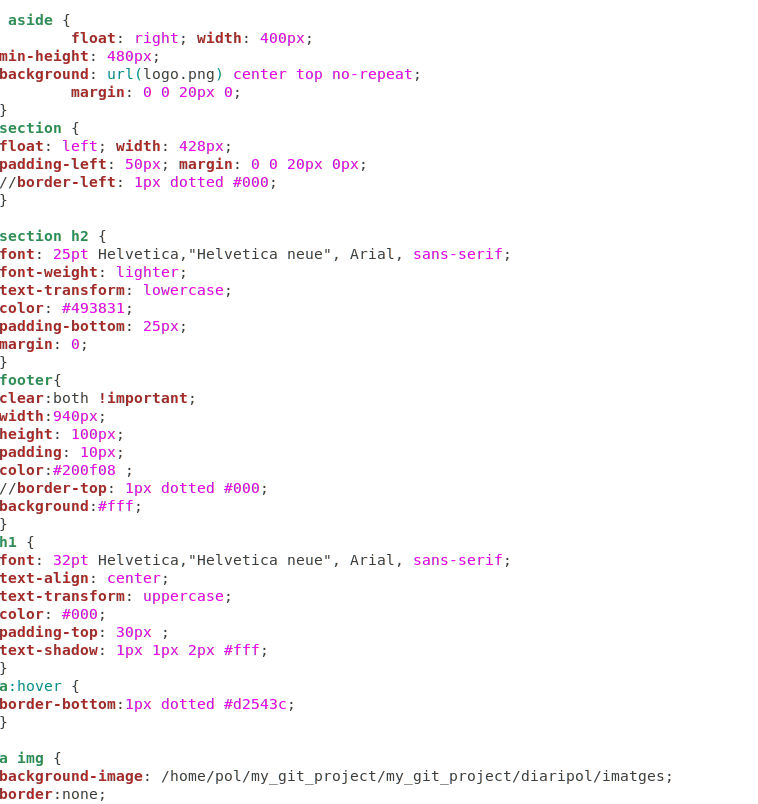 aside {
        float: right; width: 400px;
min-height: 480px;
background: url(logo.png) center top no-repeat;
        margin: 0 0 20px 0;
}
section {
float: left; width: 428px;
padding-left: 50px; margin: 0 0 20px 0px;
//border-left: 1px dotted #000;
}

section h2 {
font: 25pt Helvetica,"Helvetica neue", Arial, sans-serif;
font-weight: lighter;
text-transform: lowercase;
color: #493831;
padding-bottom: 25px;
margin: 0;
}
footer{
clear:both !important;
width:940px;
height: 100px;
padding: 10px;
color:#200f08 ;
//border-top: 1px dotted #000;
background:#fff;
}
h1 {
font: 32pt Helvetica,"Helvetica neue", Arial, sans-serif;
text-align: center;
text-transform: uppercase;
color: #000;
padding-top: 30px ;
text-shadow: 1px 1px 2px #fff;
}
a:hover {
border-bottom:1px dotted #d2543c;
}

a img {
background-image: /home/pol/my_git_project/my_git_project/diaripol/imatges;
border:none;